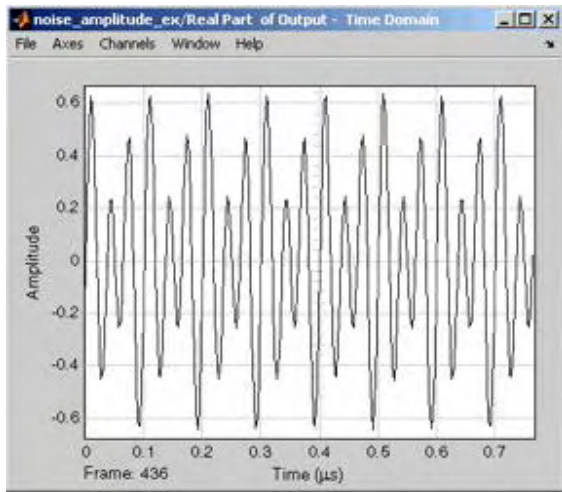 noise_amplitude_ex/Real Part of Output - Time Domain
File Axes Channels Window Help
0.6
0.4
0.2
0
-0.2
-0.4
-0.6
Amplitude
0 0.1 0.2 0.3 0.4 0.5 0.6 0.7
Frame: 436 Time (μs)